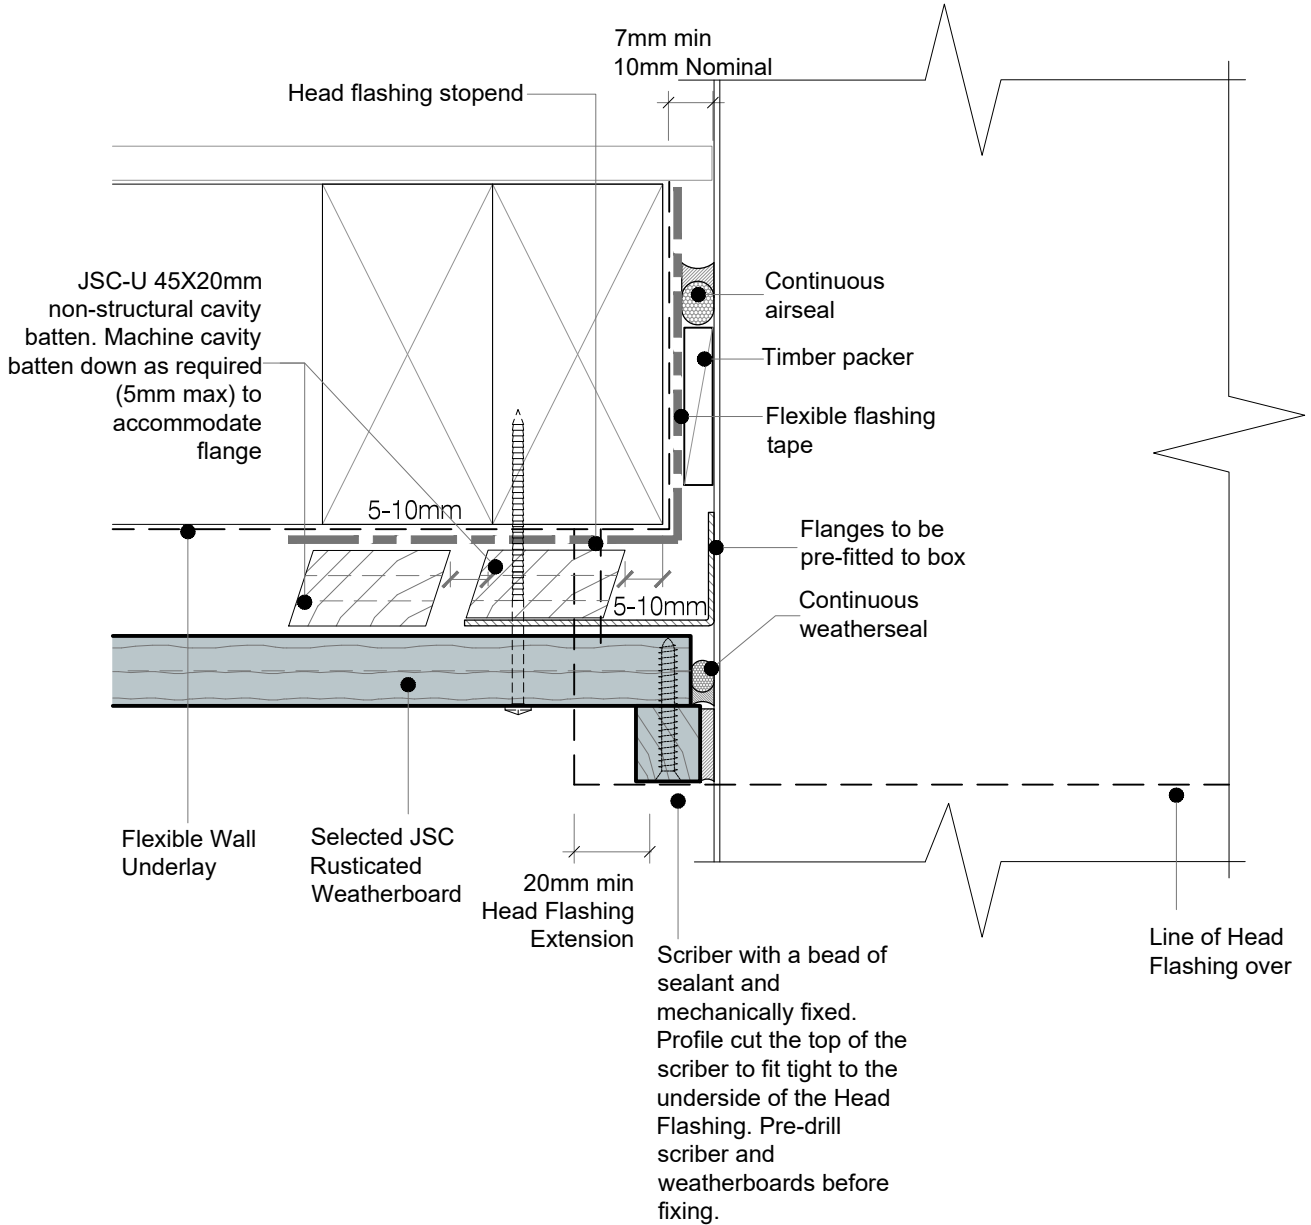 7mm min
10mm Nominal
Head flashing stopend
JSC-U 45X20mm
non-structural cavity
batten. Machine cavity
batten down as required
(5mm max) to
accommodate
flange
Continuous
airseal
Timber packer
Flexible flashing
tape
5-10mm
Flanges to be
pre-fitted to box
Continuous
weatherseal
5-10mm
Flexible Wall
Underlay
Selected JSC
Rusticated
Weatherboard
20mm min
Head Flashing
Extension
Scriber with a bead of
sealant and
mechanically fixed.
Profile cut the top of the
scriber to fit tight to the
underside of the Head
Flashing. Pre-drill
scriber and
weatherboards before
fixing.
Line of Head
Flashing over